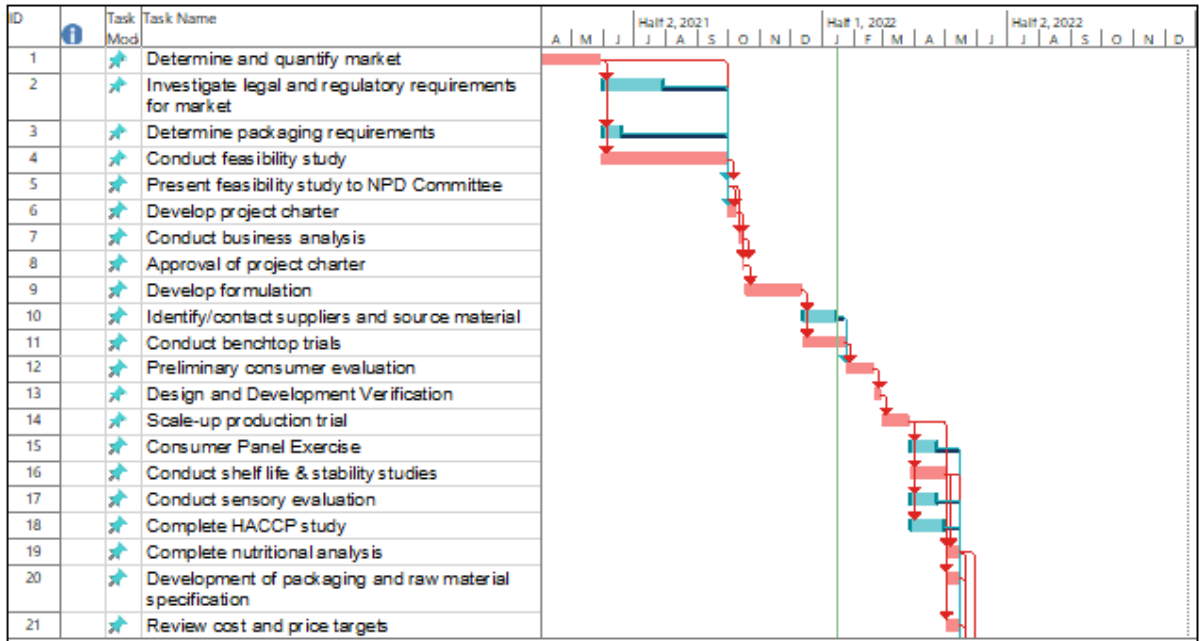 ID Task Mode Task Name Half 2, 2021 Half 1, 2022 Half 2, 2022
A M J J A S O N D J F M A M J J A S O N D
1 Determine and quantify market
2 Investigate legal and regulatory requirements
for market
3 Determine packaging requirements
4 Conduct feasibility study
5 Present feasibility study to NPD Committee
6 Develop project charter
7 Conduct business analysis
8 Approval of project charter
9 Develop formulation
10 Identify/contact suppliers and source material
11 Conduct benchtop trials
12 Preliminary consumer evaluation
13 Design and Development Verification
14 Scale-up production trial
15 Consumer Panel Exercise
16 Conduct shelf life & stability studies
17 Conduct sensory evaluation
18 Complete HACCP study
19 Complete nutritional analysis
20 Development of packaging and raw material
specification
21 Review cost and price targets